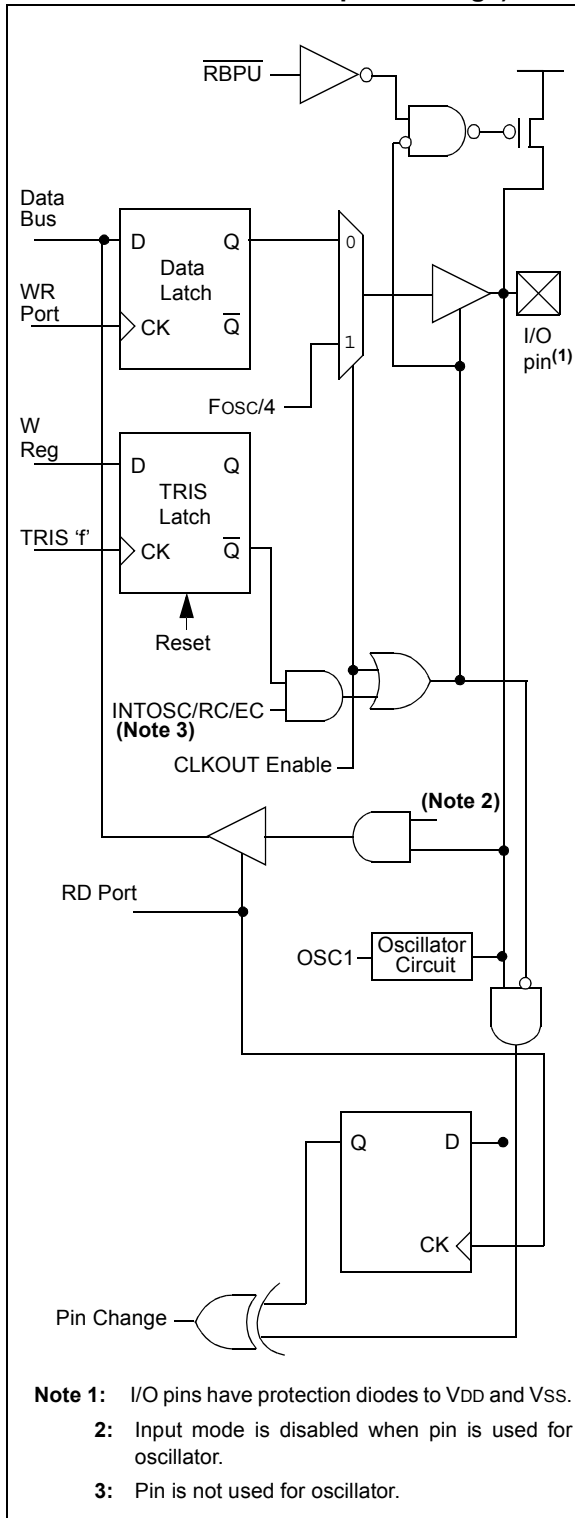 RBPU
Data
Bus
D Q
0
Data
Latch
WR
Port
CK Q
1
I/O
pin(1)
FOSC/4
W
Reg
D Q
TRIS
Latch
TRIS 'f'
CK Q
Reset
INTOSC/RC/EC
(Note 3)
CLKOUT Enable
(Note 2)
RD Port
OSC1
Oscillator
Circuit
Q D
CK
Pin Change
Note 1: I/O pins have protection diodes to VDD and VSS.
2: Input mode is disabled when pin is used for
oscillator.
3: Pin is not used for oscillator.